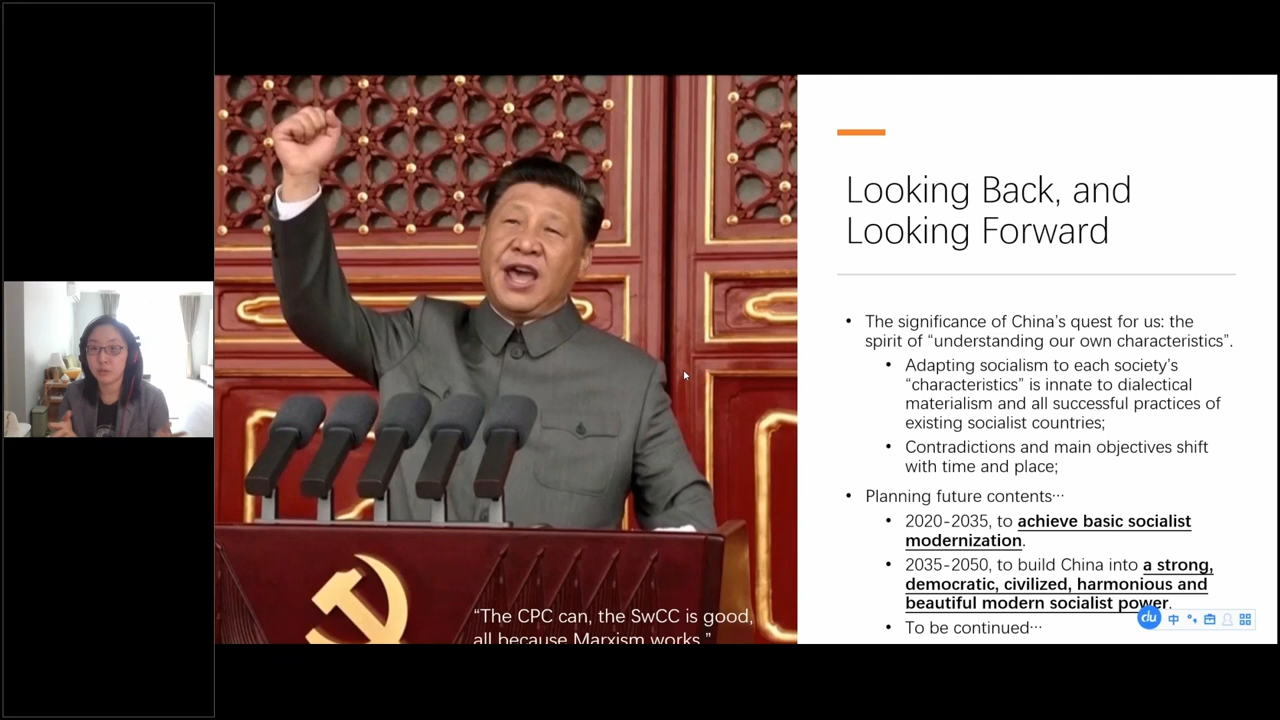 Looking Back, and
Looking Forward
• The significance of China's quest for us: the
spirit of “understanding our own characteristics”.
• Adapting socialism to each society's
“characteristics” is innate to dialectical
materialism and all successful practices of
existing socialist countries;
• Contradictions and main objectives shift
with time and place;
• Planning future contents…
• 2020-2035, to achieve basic socialist
modernization.
• 2035-2050, to build China into a strong,
democratic, civilized, harmonious and
beautiful modern socialist power.
• To be continued…
“The CPC can, the SwCC is good,
all because Marxism works.”
du 中